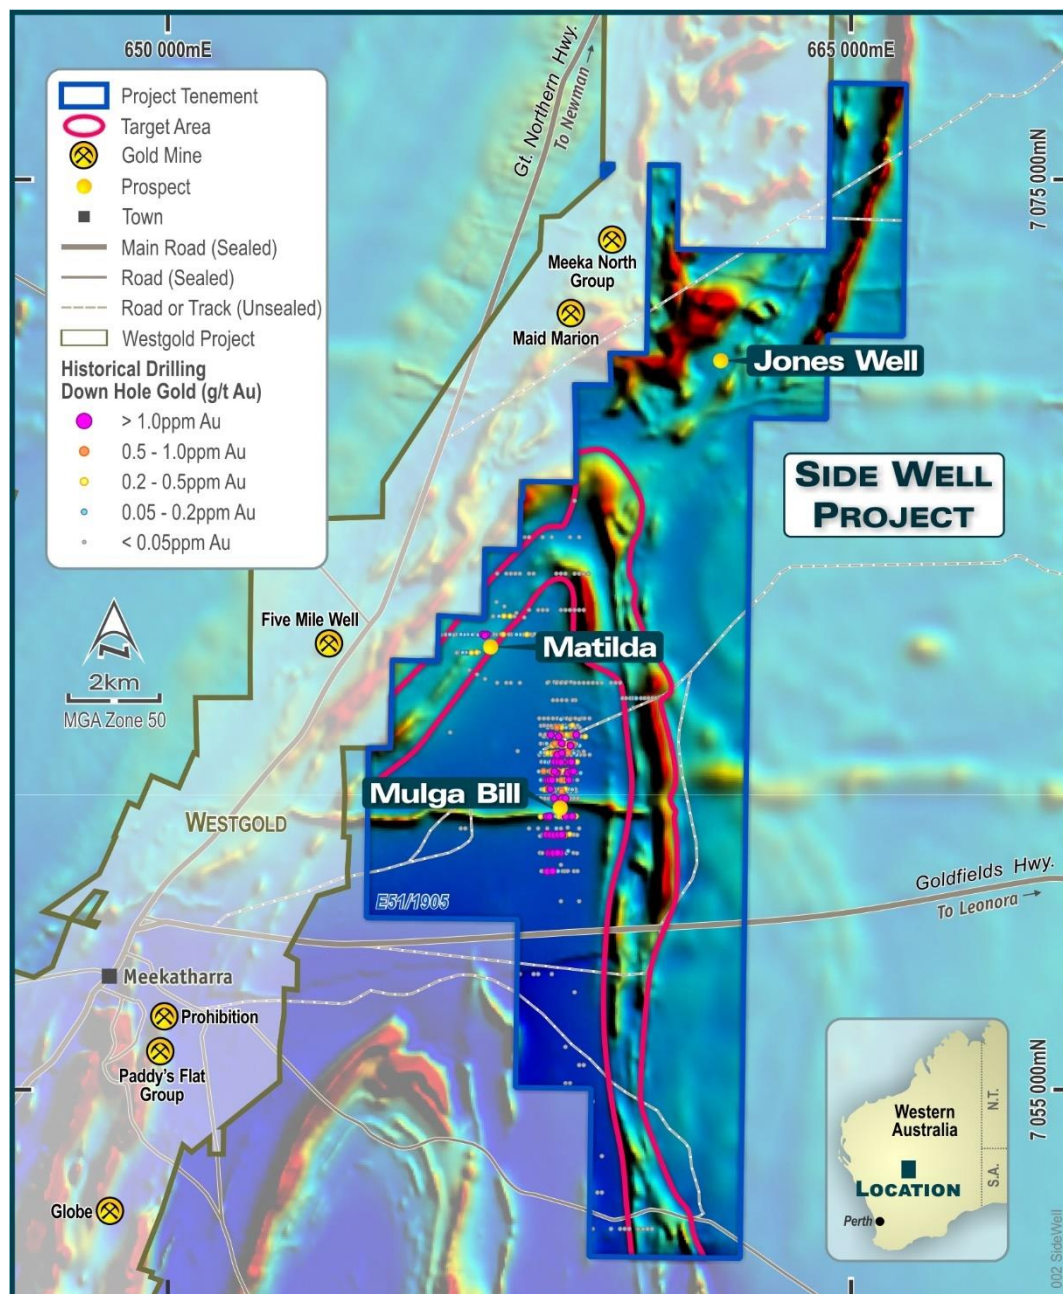 650 000mE
665 000mE
Project Tenement
Target Area
Gold Mine
Prospect
Town
Main Road (Sealed)
Road (Sealed)
Road or Track (Unsealed)
Westgold Project
Historical Drilling
Down Hole Gold (g/t Au)
> 1.0ppm Au
0.5 - 1.0ppm Au
0.2 - 0.5ppm Au
0.05 - 0.2ppm Au
< 0.05ppm Au
Gt. Northern Hwy.
To Newman →
7 075 000mN
Meeka North
Group
Maid Marion
Jones Well
SIDE WELL
PROJECT
N
2km
MGA Zone 50
Five Mile Well
Matilda
Mulga Bill
WESTGOLD
E51/1905
Goldfields Hwy.
To Leonora →
Meekatharra
Prohibition
Paddy's Flat
Group
Globe
7 055 000mN
Western
Australia
N.T.
S.A.
LOCATION
Perth
002 SideWell